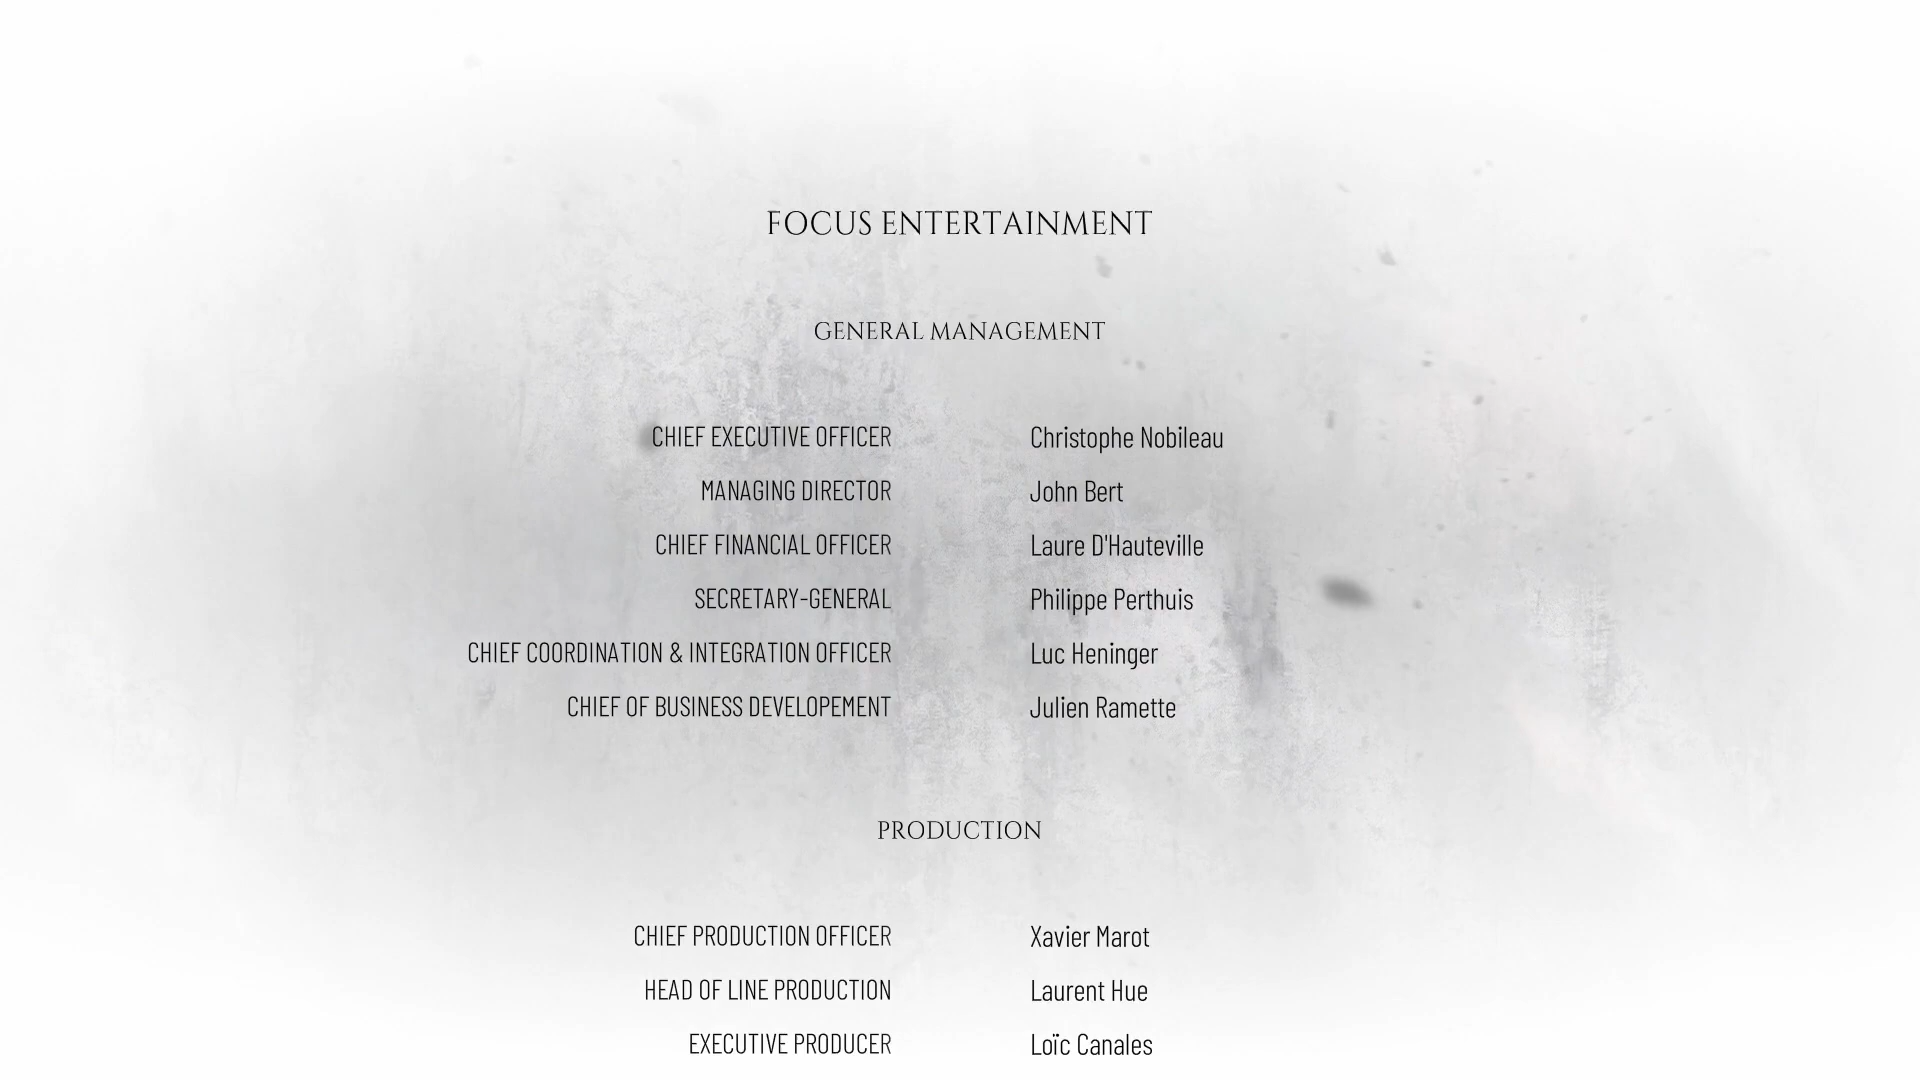 FOCUS ENTERTAINMENT
GENERAL MANAGEMENT
CHIEF EXECUTIVE OFFICER Christophe Nobileau
MANAGING DIRECTOR John Bert
CHIEF FINANCIAL OFFICER Laure D'Hauteville
SECRETARY-GENERAL Philippe Perthuis
CHIEF COORDINATION & INTEGRATION OFFICER Luc Heninger
CHIEF OF BUSINESS DEVELOPEMENT Julien Ramette
PRODUCTION
CHIEF PRODUCTION OFFICER Xavier Marot
HEAD OF LINE PRODUCTION Laurent Hue
EXECUTIVE PRODUCER Loïc Canales